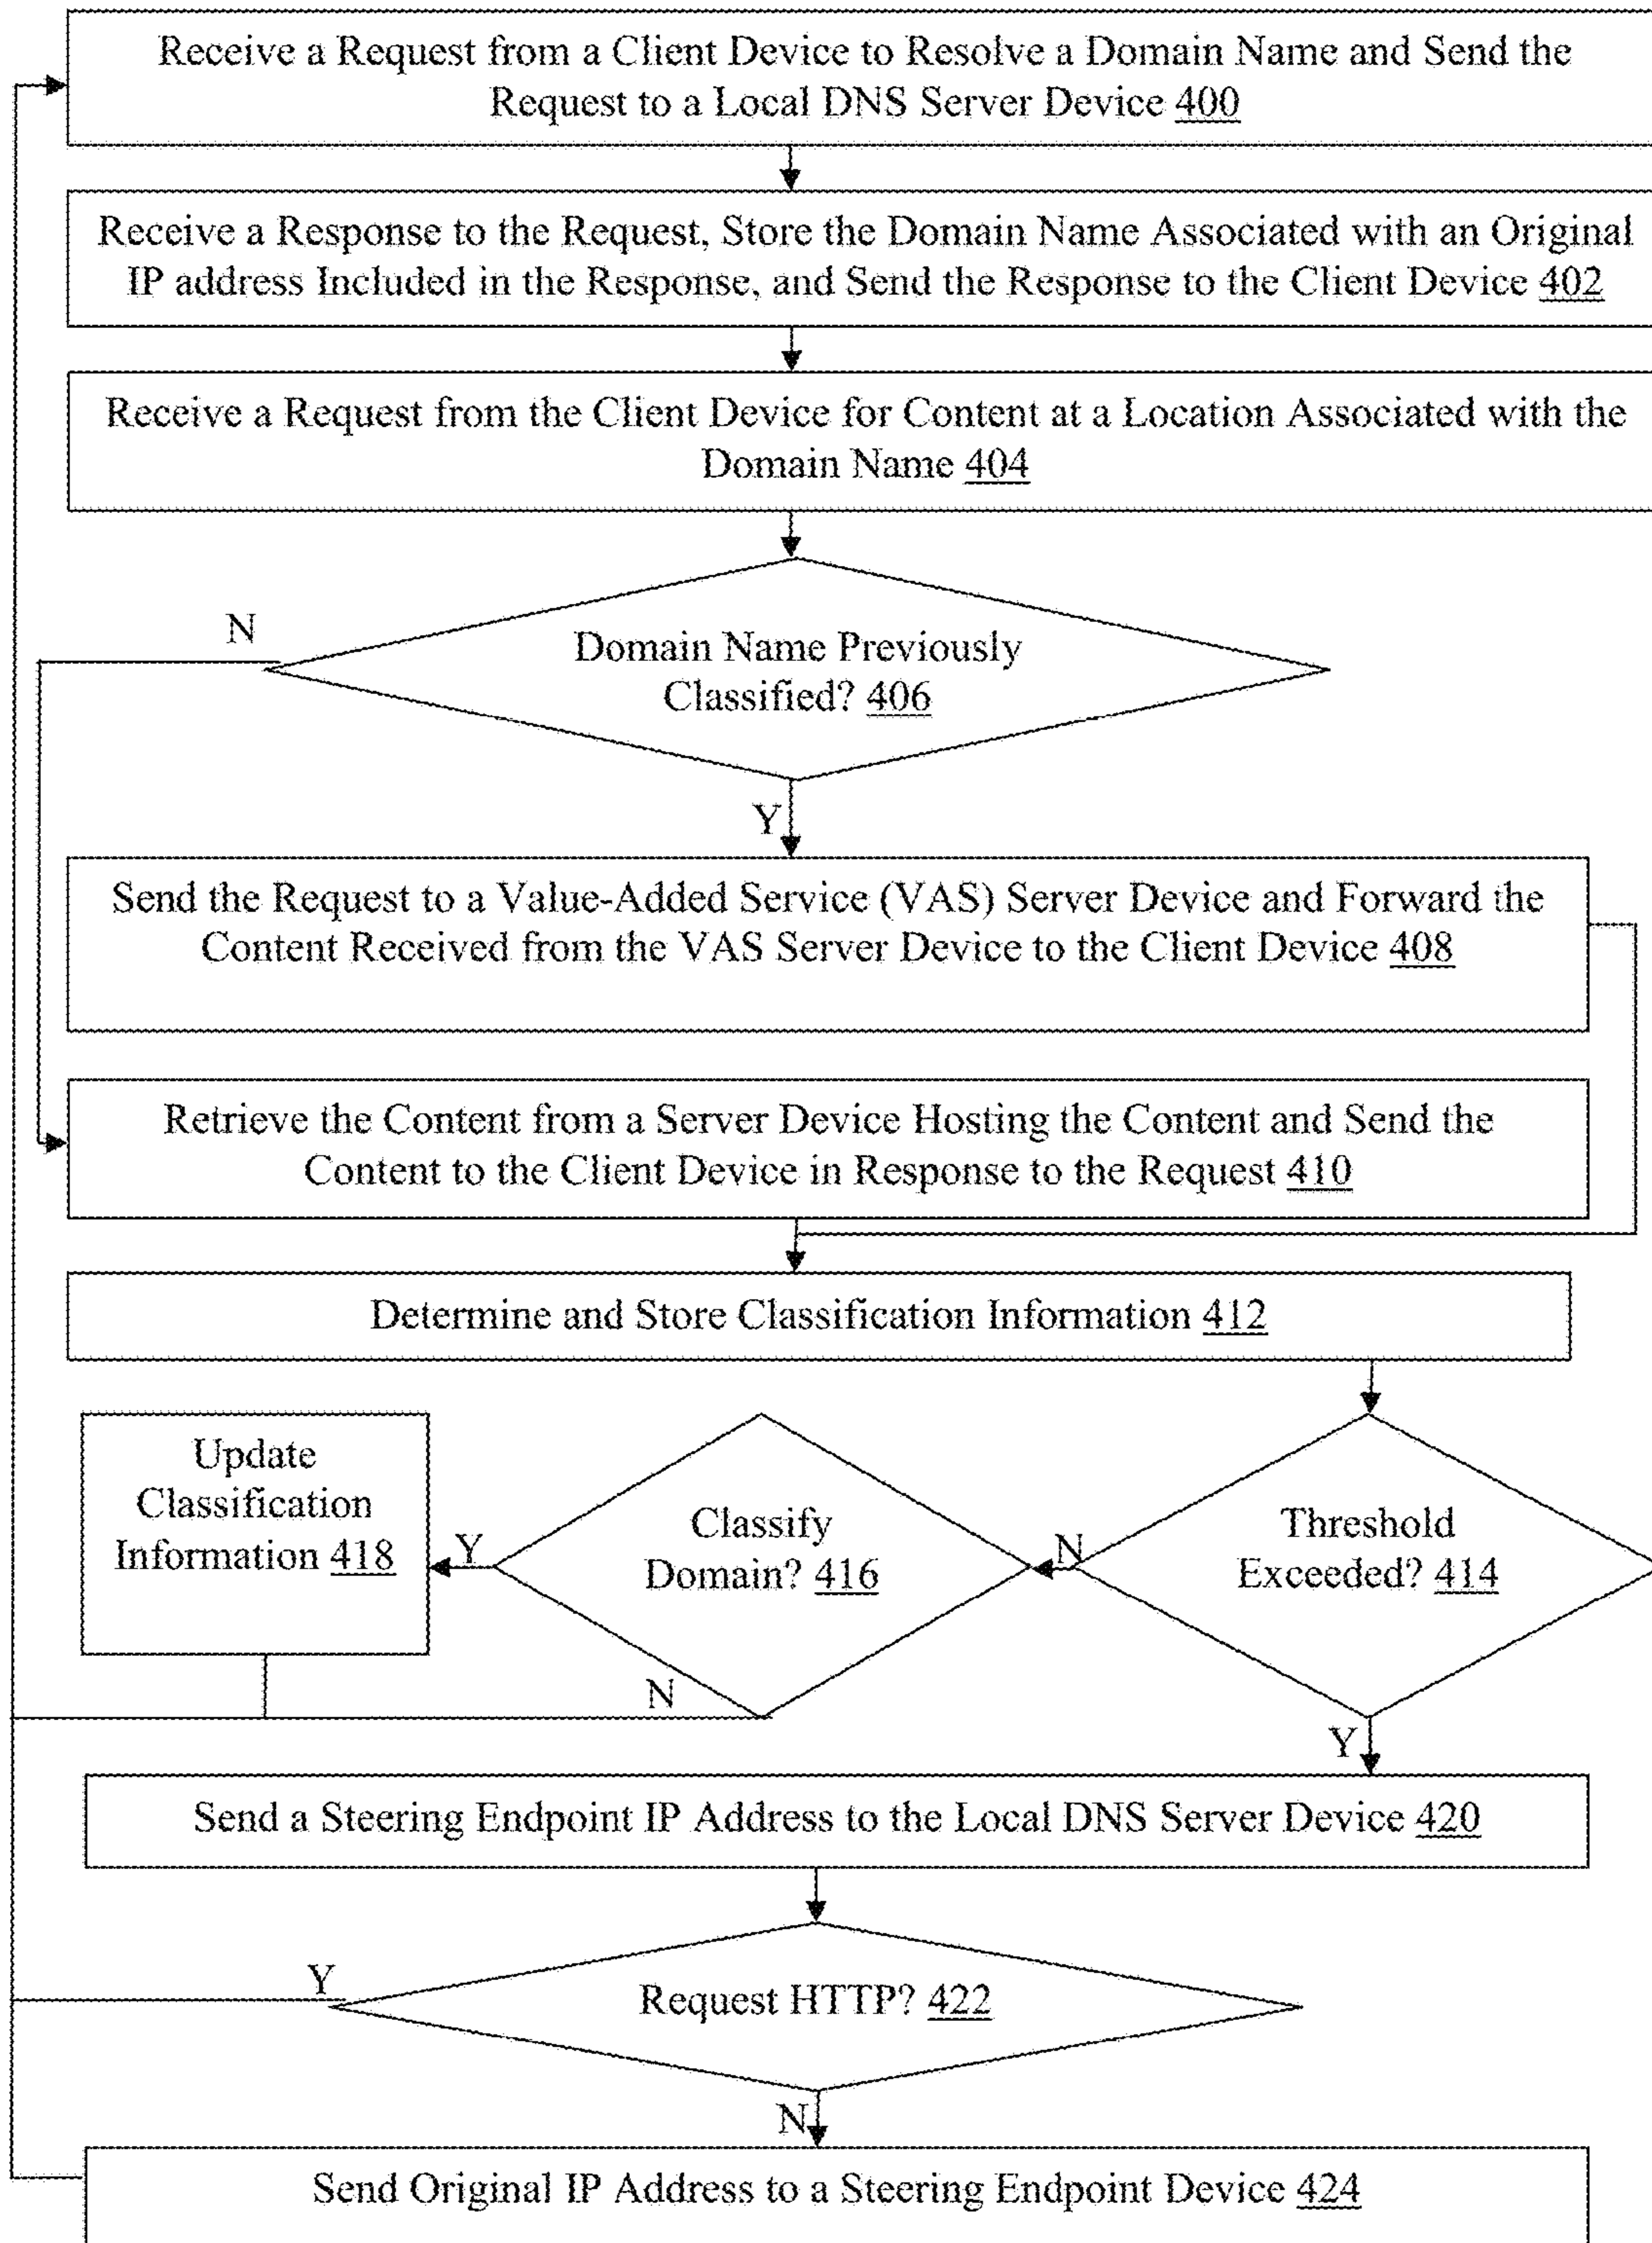 Receive a Request from a Client Device to Resolve a Domain Name and Send the
Request to a Local DNS Server Device 400
Receive a Response to the Request, Store the Domain Name Associated with an Original
IP address Included in the Response, and Send the Response to the Client Device 402
Receive a Request from the Client Device for Content at a Location Associated with the
Domain Name 404
N
Domain Name Previously
Classified? 406
Y
Send the Request to a Value-Added Service (VAS) Server Device and Forward the
Content Received from the VAS Server Device to the Client Device 408
Retrieve the Content from a Server Device Hosting the Content and Send the
Content to the Client Device in Response to the Request 410
Determine and Store Classification Information 412
Update
Classification
Information 418
Y
Classify
Domain? 416
N
Threshold
Exceeded? 414
N
Y
Send a Steering Endpoint IP Address to the Local DNS Server Device 420
Y
Request HTTP? 422
N
Send Original IP Address to a Steering Endpoint Device 424